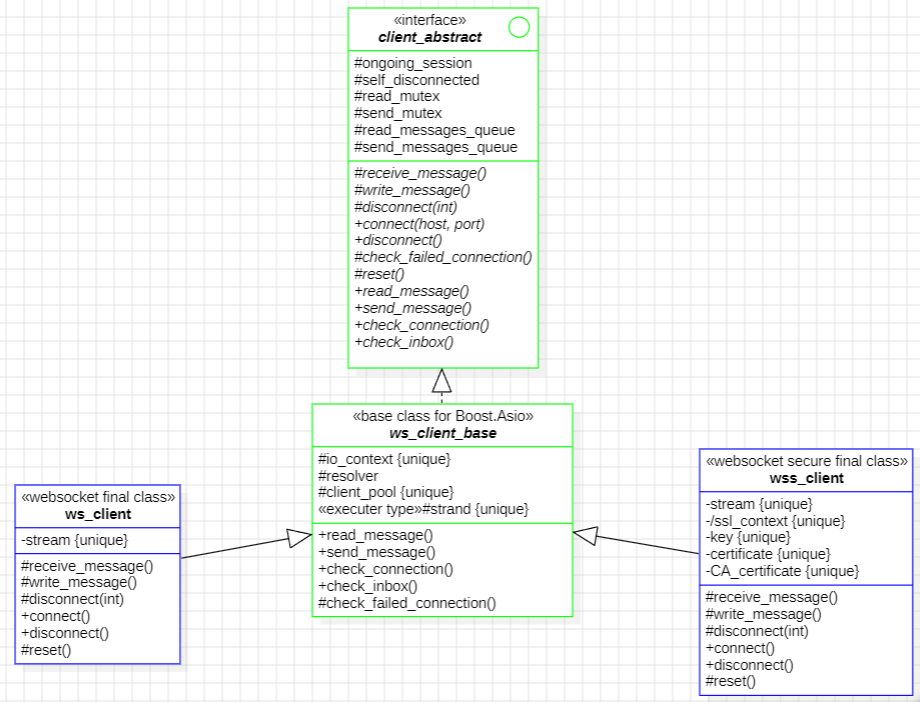 «interface»
client_abstract
#ongoing_session
#self_disconnected
#read_mutex
#send_mutex
#read_messages_queue
#send_messages_queue
#receive_message()
#write_message()
#disconnect(int)
+connect(host, port)
+disconnect()
#check_failed_connection()
#reset()
+read_message()
+send_message()
+check_connection()
+check_inbox()
«base class for Boost.Asio»
ws_client_base
#io_context {unique}
#resolver
#client_pool {unique}
«executer type»#strand {unique}
+read_message()
+send_message()
+check_connection()
+check_inbox()
#check_failed_connection()
«websocket final class»
ws_client
-stream {unique}
#receive_message()
#write_message()
#disconnect(int)
+connect()
+disconnect()
#reset()
«websocket secure final class»
wss_client
-stream {unique}
-/ssl_context {unique}
-key {unique}
-certificate {unique}
-CA_certificate {unique}
#receive_message()
#write_message()
#disconnect(int)
+connect()
+disconnect()
#reset()